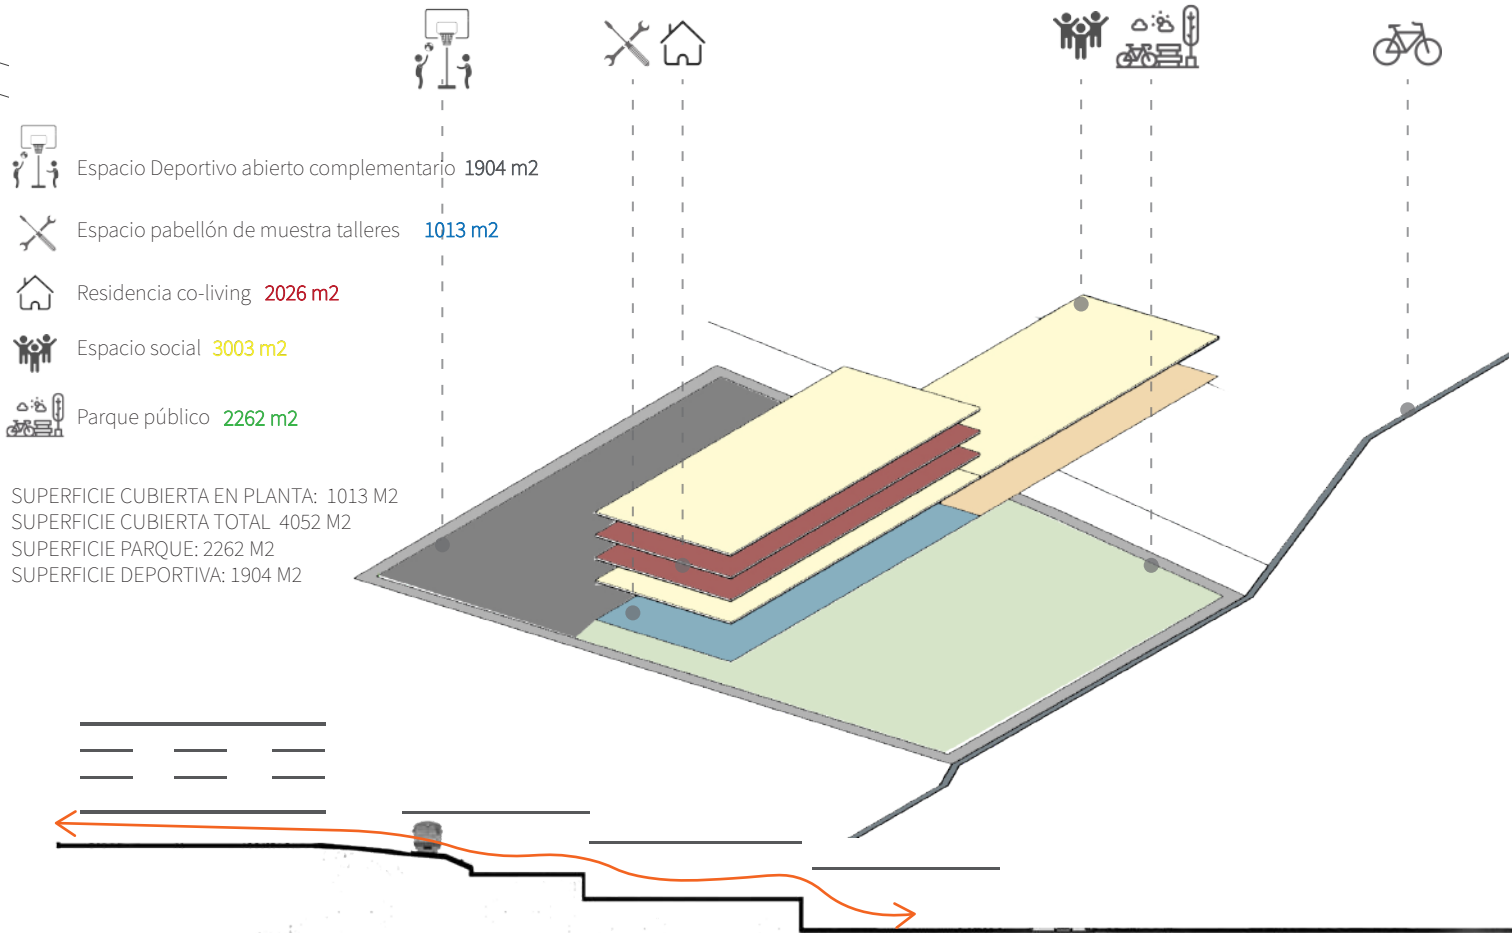 Espacio Deportivo abierto complementario 1904 m2
Espacio pabellón de muestra talleres 1013 m2
Residencia co-living 2026 m2
Espacio social 3003 m2
Parque público 2262 m2
SUPERFICIE CUBIERTA EN PLANTA: 1013 M2
SUPERFICIE CUBIERTA TOTAL 4052 M2
SUPERFICIE PARQUE: 2262 M2
SUPERFICIE DEPORTIVA: 1904 M2